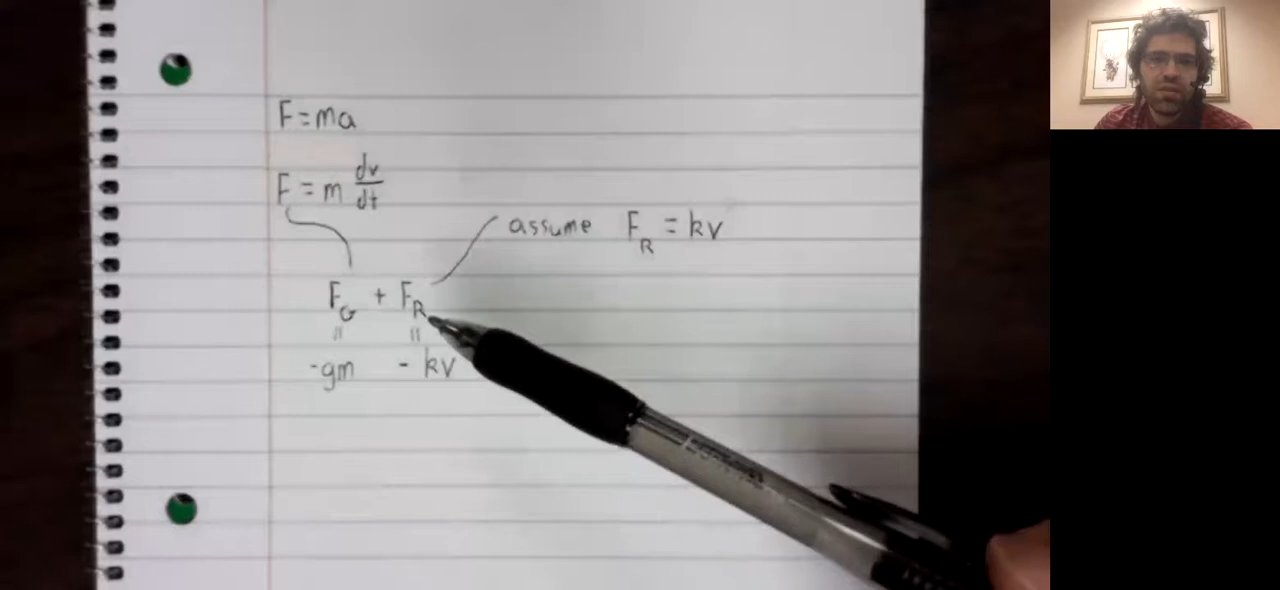 F = ma
F = m dv/dt
assume F_R = kv
F_G + F_R
= =
-gm - kv